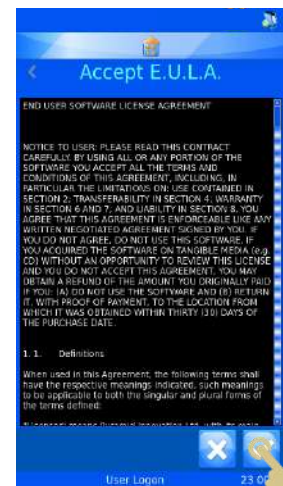 Accept E.U.L.A.
END USER SOFTWARE LICENSE AGREEMENT
NOTICE TO USER: PLEASE READ THIS CONTRACT
CAREFULLY. BY USING ALL OR ANY PORTION OF THE
SOFTWARE YOU ACCEPT ALL THE TERMS AND
CONDITIONS OF THIS AGREEMENT, INCLUDING, IN
PARTICULAR THE LIMITATIONS ON: USE CONTAINED IN
SECTION 2; TRANSFERABILITY IN SECTION 4; WARRANTY
IN SECTION 6 AND 7; AND LIABILITY IN SECTION 8. YOU
AGREE THAT THIS AGREEMENT IS ENFORCEABLE LIKE ANY
WRITTEN NEGOTIATED AGREEMENT SIGNED BY YOU. IF
YOU DO NOT AGREE, DO NOT USE THIS SOFTWARE. IF
YOU ACQUIRED THE SOFTWARE ON TANGIBLE MEDIA (e.g.
CD) WITHOUT AN OPPORTUNITY TO REVIEW THIS LICENSE
AND YOU DO NOT ACCEPT THIS AGREEMENT, YOU MAY
OBTAIN A REFUND OF THE AMOUNT YOU ORIGINALLY PAID
IF YOU: (A) DO NOT USE THE SOFTWARE AND (B) RETURN
IT, WITH PROOF OF PAYMENT, TO THE LOCATION FROM
WHICH IT WAS OBTAINED WITHIN THIRTY (30) DAYS OF
THE PURCHASE DATE.
1. 1. Definitions
When used in this Agreement, the following terms shall
have the respective meanings indicated, such meanings
to be applicable to both the singular and plural forms of
the terms defined:
User Logon